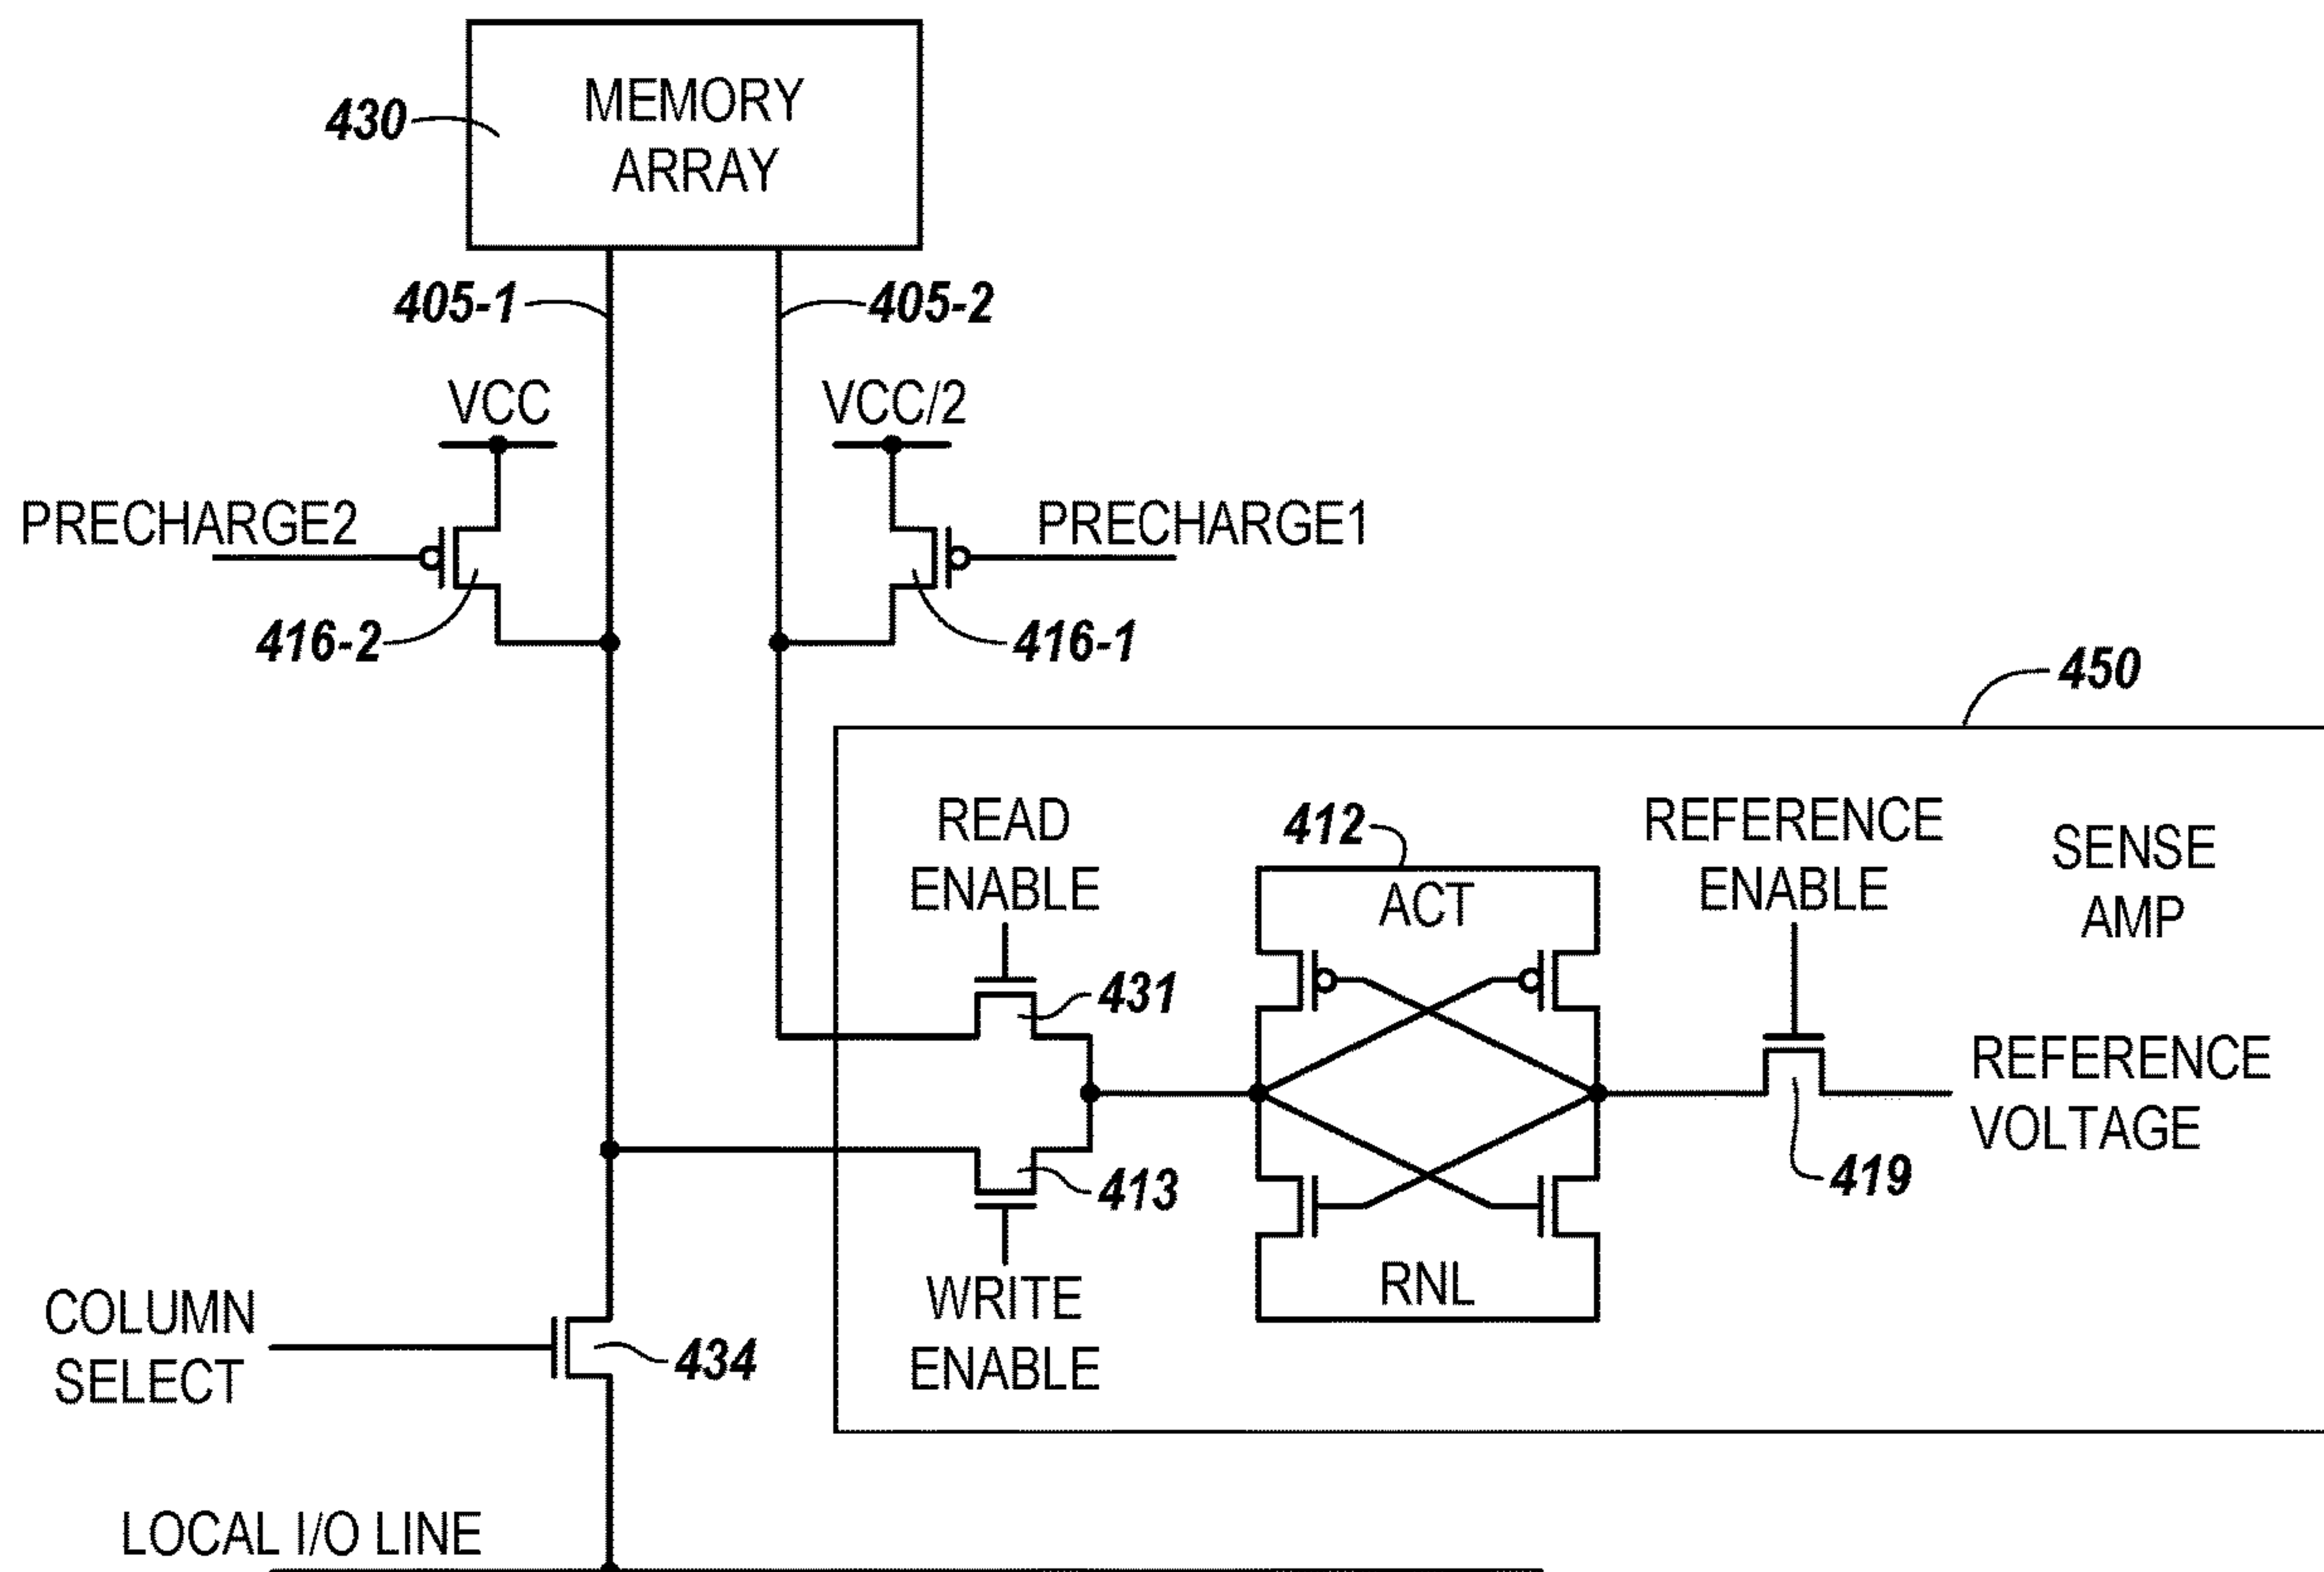 MEMORY
ARRAY
430
405-1
405-2
VCC
VCC/2
PRECHARGE2
PRECHARGE1
416-2
416-1
450
READ
ENABLE
412
ACT
REFERENCE
ENABLE
SENSE
AMP
431
REFERENCE
VOLTAGE
413
419
WRITE
ENABLE
RNL
COLUMN
SELECT
434
LOCAL I/O LINE